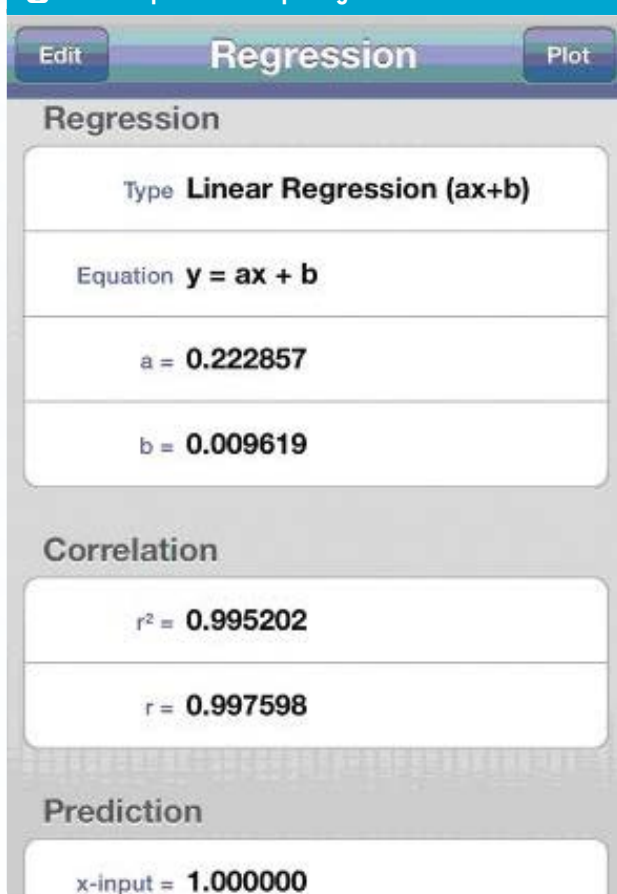 Edit Regression Plot
Regression
Type Linear Regression (ax+b)
Equation y = ax + b
a = 0.222857
b = 0.009619
Correlation
r² = 0.995202
r = 0.997598
Prediction
x-input = 1.000000